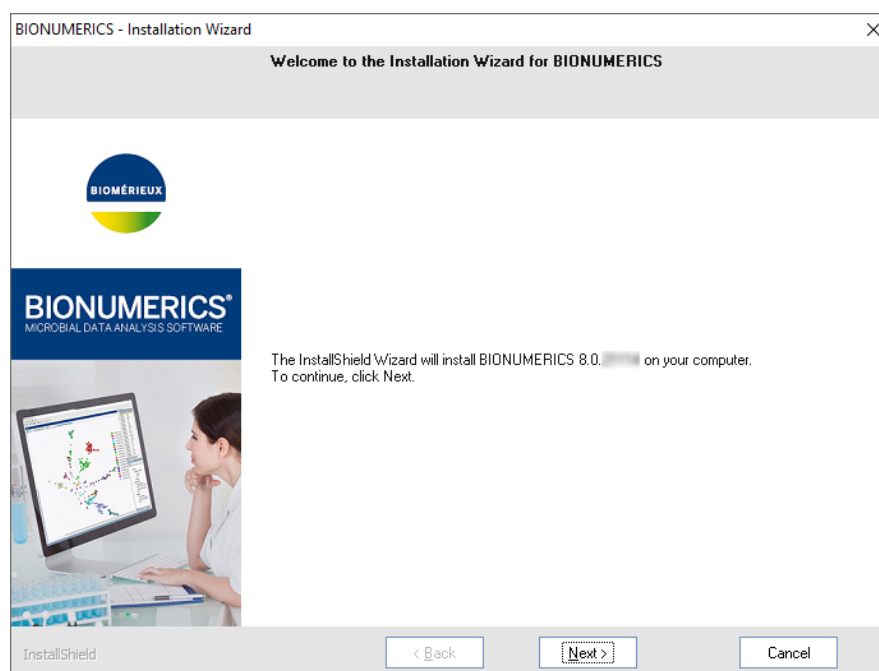 BIONUMERICS - Installation Wizard
Welcome to the Installation Wizard for BIONUMERICS
BIOMÉRIEUX
BIONUMERICS®
MICROBIAL DATA ANALYSIS SOFTWARE
The InstallShield Wizard will install BIONUMERICS 8.0. on your computer.
To continue, click Next.
InstallShield
< Back
Next >
Cancel